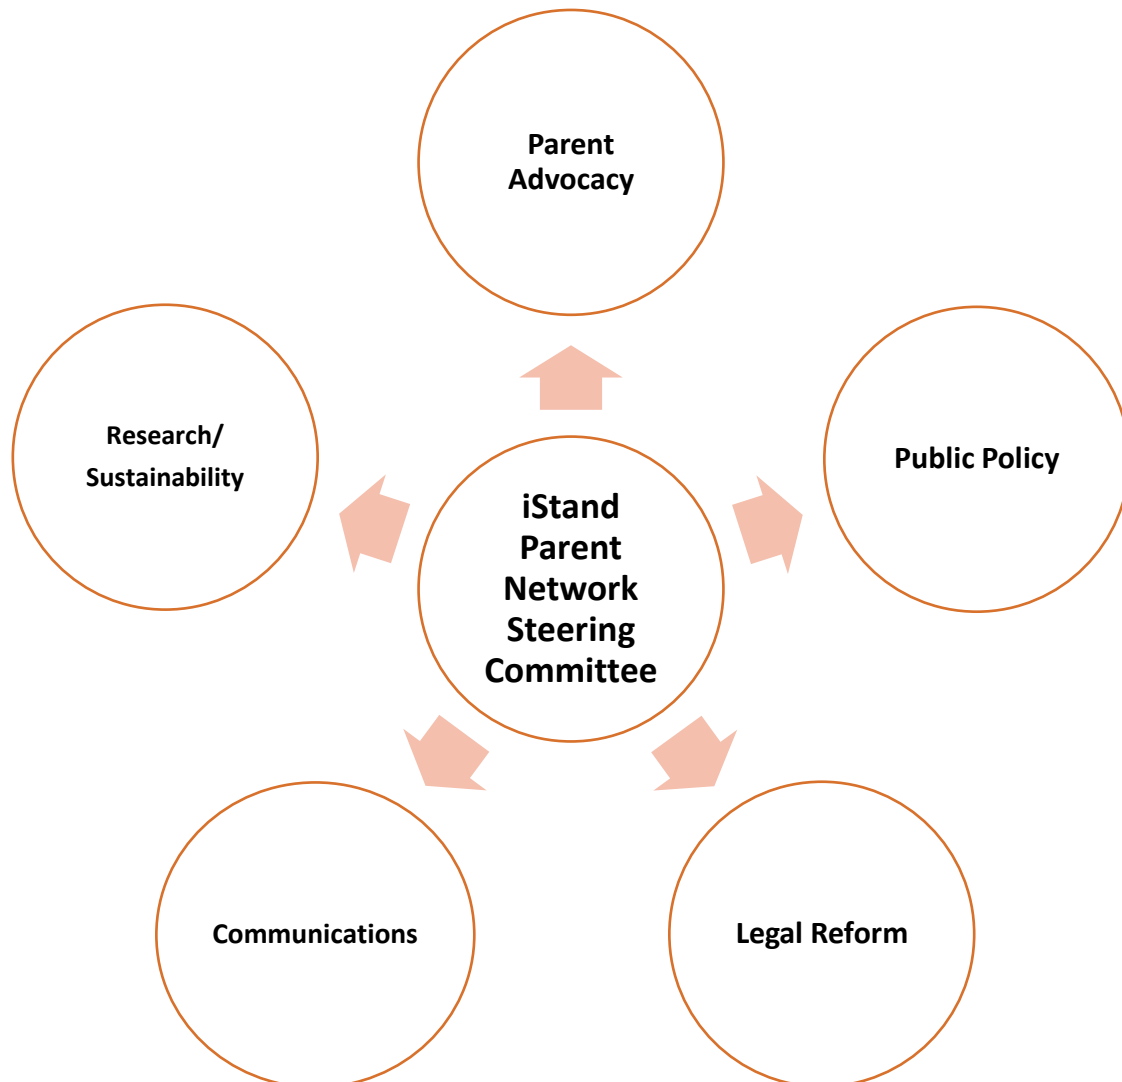 Parent
Advocacy
Research/
Sustainability
Public Policy
iStand
Parent
Network
Steering
Committee
Communications
Legal Reform